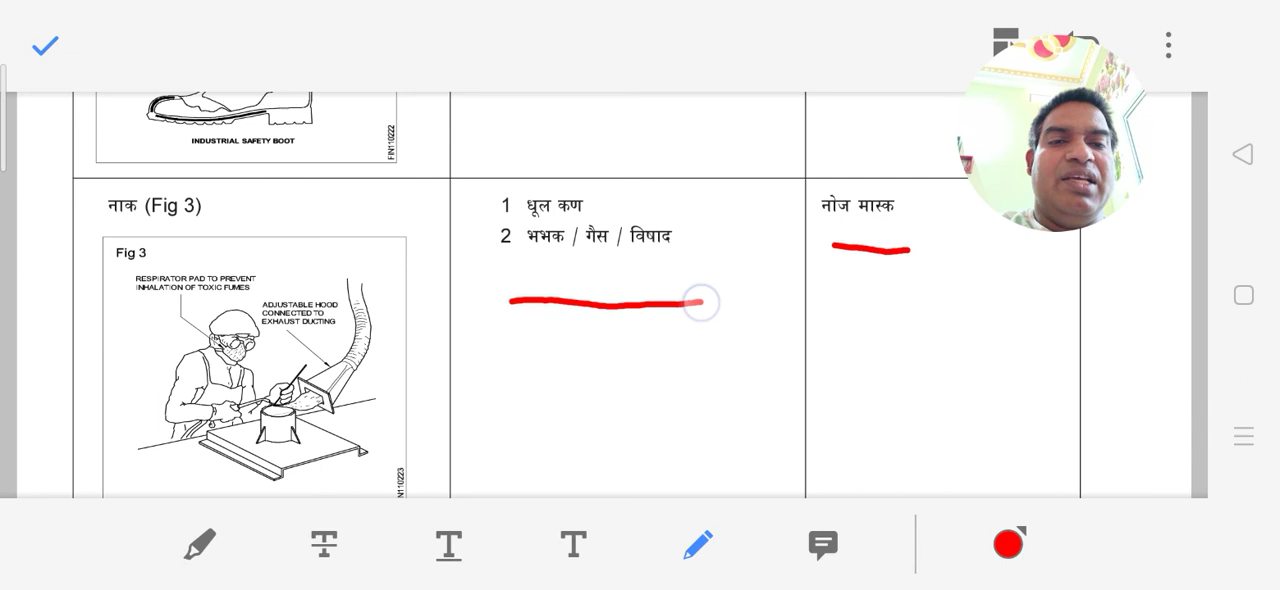 INDUSTRIAL SAFETY BOOT
FIN110222
नाक (Fig 3)
1 धूल कण
2 भभक / गैस / विषाद
नोज मास्क
Fig 3
RESPIRATOR PAD TO PREVENT
INHALATION OF TOXIC FUMES
ADJUSTABLE HOOD
CONNECTED TO
EXHAUST DUCTING
N110223
T
T
T